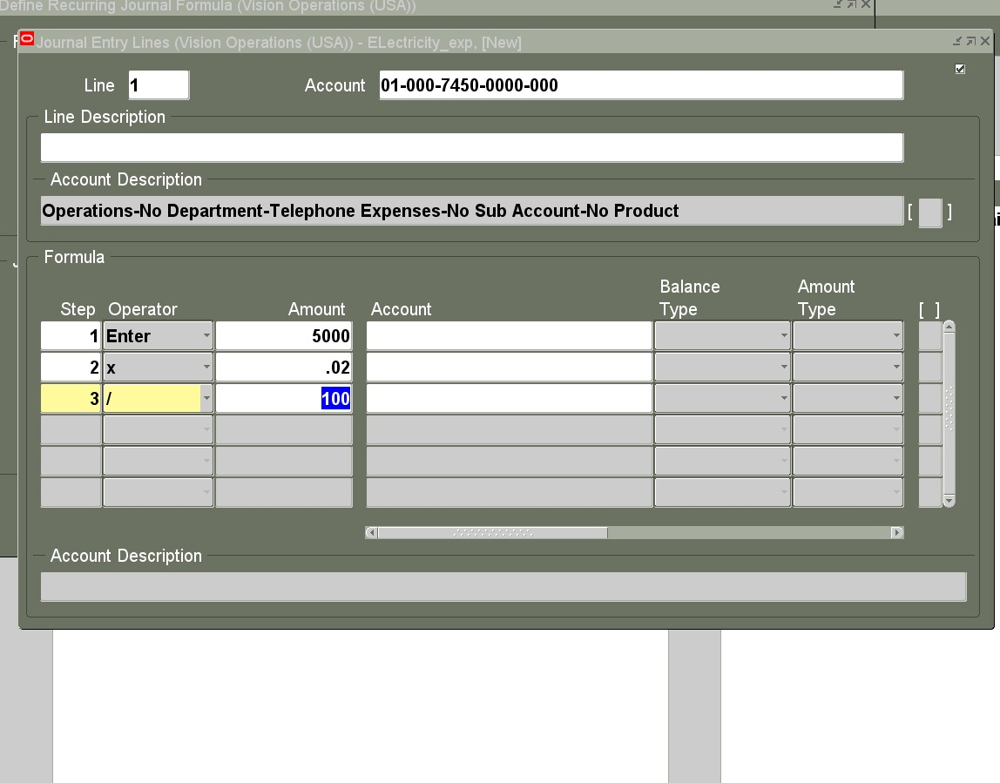 Define Recurring Journal Formula (Vision Operations (USA))
Journal Entry Lines (Vision Operations (USA)) - ELectricity_exp, [New]
Line 1 Account 01-000-7450-0000-000
Line Description
Account Description
Operations-No Department-Telephone Expenses-No Sub Account-No Product [ ]
Formula
Balance Amount
Step Operator Amount Account Type Type [ ]
1 Enter 5000
2 x .02
3 / 100
Account Description